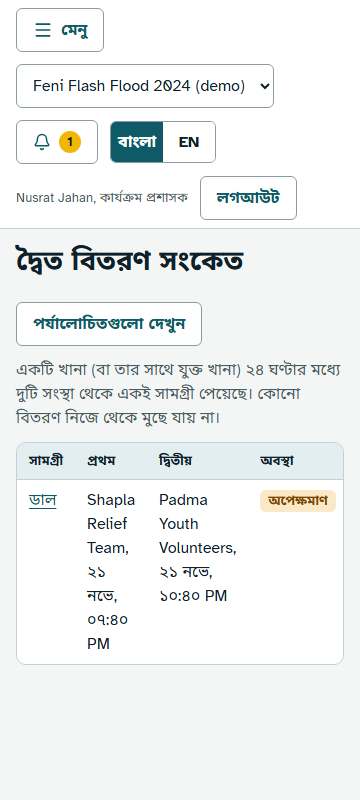 মেনু
Feni Flash Flood 2024 (demo)
1
বাংলা EN
Nusrat Jahan, কার্যক্রম প্রশাসক লগআউট
দ্বৈত বিতরণ সংকেত
পর্যালোচিতগুলো দেখুন
একটি খানা (বা তার সাথে যুক্ত খানা) ২৪ ঘণ্টার মধ্যে
দুটি সংস্থা থেকে একই সামগ্রী পেয়েছে। কোনো
বিতরণ নিজে থেকে মুছে যায় না।
সামগ্রী প্রথম দ্বিতীয় অবস্থা
ডাল
Shapla
Relief
Team,
২১
নভে,
০৭:৪০
PM
Padma
Youth
Volunteers,
২১ নভে,
১০:৪০ PM
অপেক্ষমাণ